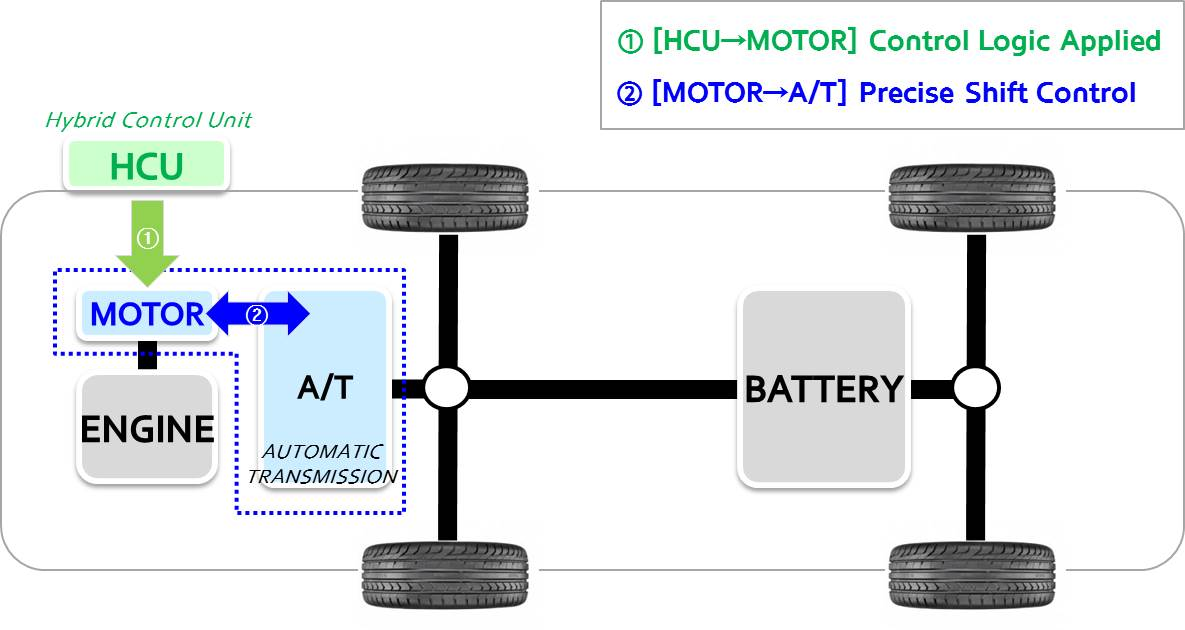 ① [HCU→MOTOR] Control Logic Applied
② [MOTOR→A/T] Precise Shift Control
Hybrid Control Unit
HCU
①
MOTOR
②
A/T
AUTOMATIC
TRANSMISSION
ENGINE
BATTERY